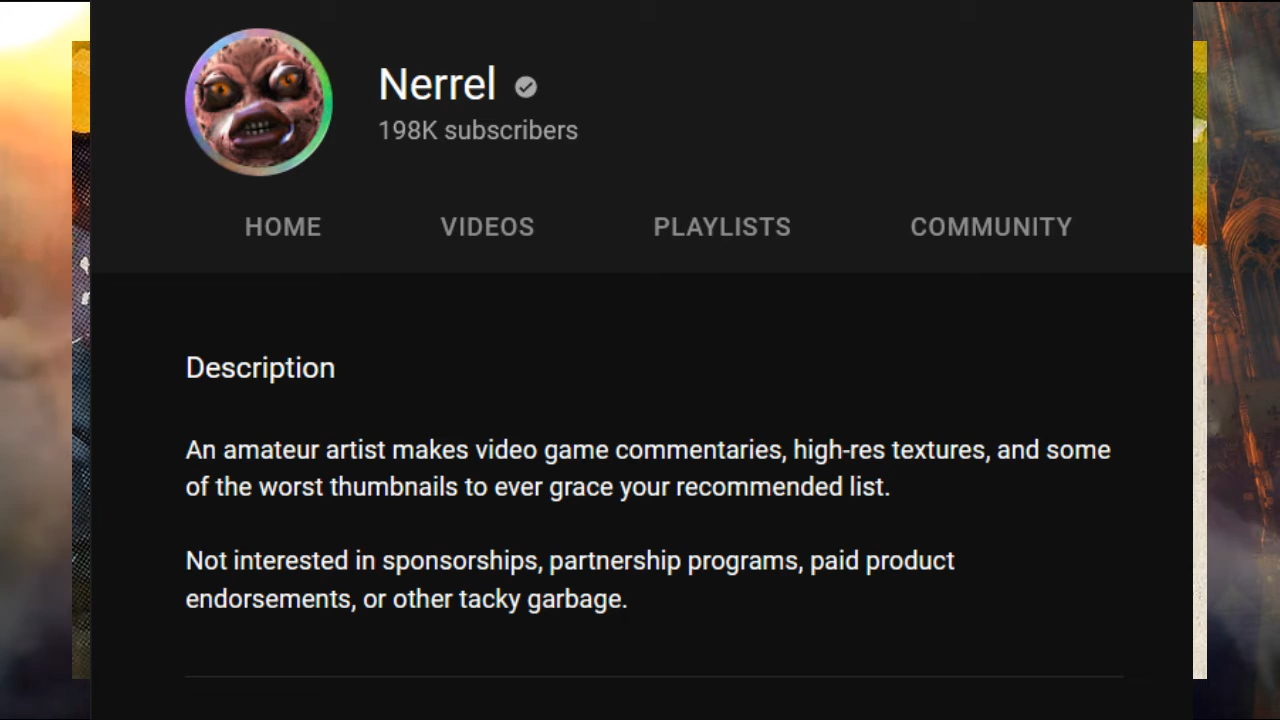 Nerrel
198K subscribers
HOME VIDEOS PLAYLISTS COMMUNITY
Description
An amateur artist makes video game commentaries, high-res textures, and some
of the worst thumbnails to ever grace your recommended list.
Not interested in sponsorships, partnership programs, paid product
endorsements, or other tacky garbage.